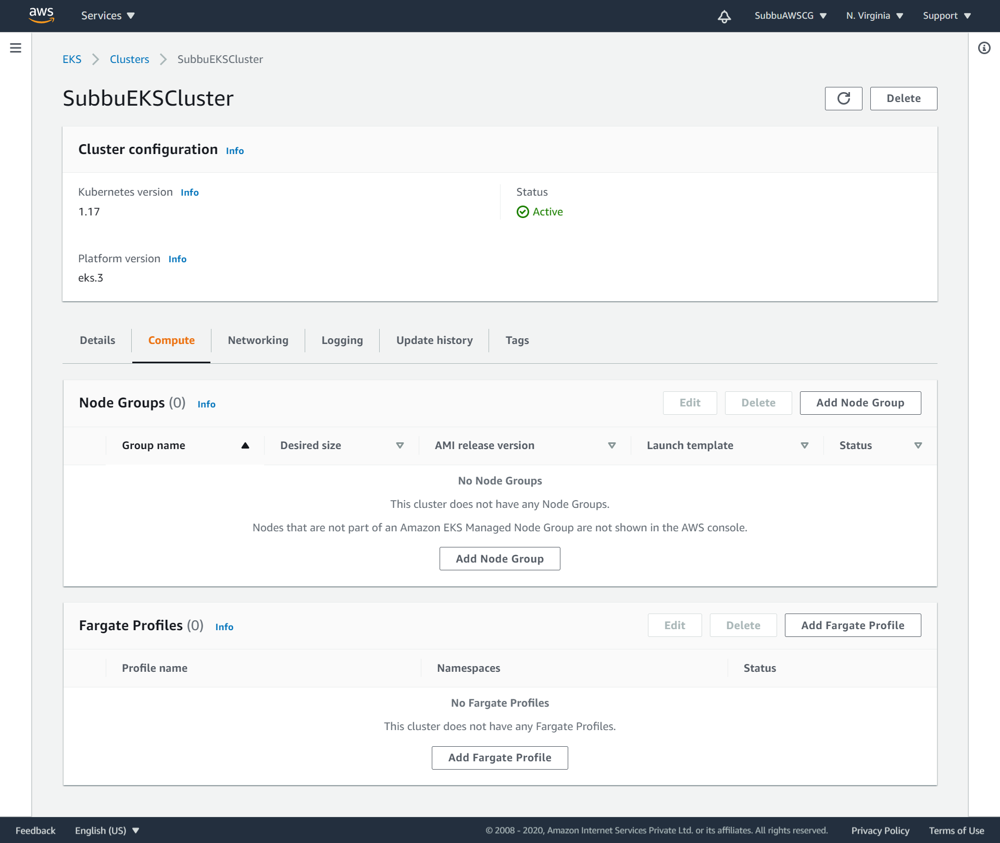 aws Services SubbuAWSCG N. Virginia Support
EKS Clusters SubbuEKSCluster
SubbuEKSCluster Delete
Cluster configuration Info
Kubernetes version Info Status
1.17 Active
Platform version Info
eks.3
Details Compute Networking Logging Update history Tags
Node Groups (0) Info Edit Delete Add Node Group
Group name Desired size AMI release version Launch template Status
No Node Groups
This cluster does not have any Node Groups.
Nodes that are not part of an Amazon EKS Managed Node Group are not shown in the AWS console.
Add Node Group
Fargate Profiles (0) Info Edit Delete Add Fargate Profile
Profile name Namespaces Status
No Fargate Profiles
This cluster does not have any Fargate Profiles.
Add Fargate Profile
Feedback English (US) © 2008 - 2020, Amazon Internet Services Private Ltd. or its affiliates. All rights reserved. Privacy Policy Terms of Use